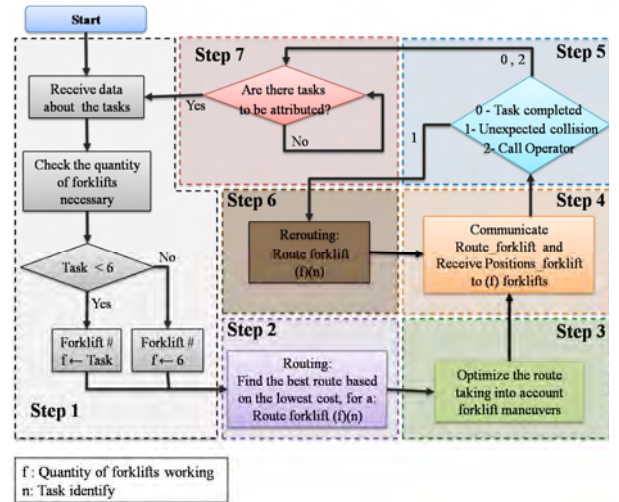 Start
Step 7
Step 5
0, 2
Receive data
about the tasks
Yes
Are there tasks
to be attributed?
No
0 - Task completed
1- Unexpected collision
2- Call Operator
1
Check the
quantity
of forklifts
necessary
Step 6
Step 4
Rerouting:
Route forklift
(f)(n)
Communicate
Route_forklift and
Receive Positions_forklift
to (f) forklifts
Task < 6
No
Yes
Step 2
Step 3
Forklift #
f ← Task
Forklift #
f ← 6
Routing:
Find the best route based
on the lowest cost, for a:
Route forklift (f)(n)
Optimize the route
taking into account
forklift maneuvers
Step 1
f : Quantity of forklifts working
n: Task identify